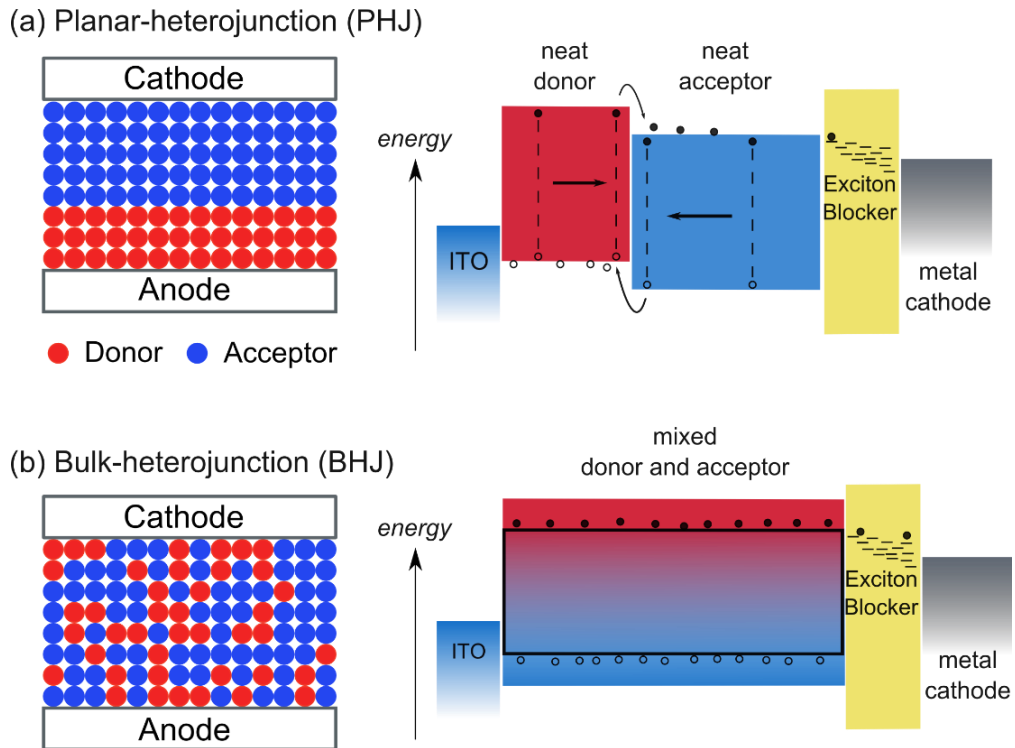 (a) Planar-heterojunction (PHJ)
Cathode
Anode
Donor
Acceptor
neat
donor
neat
acceptor
energy
ITO
Exciton
Blocker
metal
cathode
(b) Bulk-heterojunction (BHJ)
Cathode
Anode
mixed
donor and acceptor
energy
ITO
Exciton
Blocker
metal
cathode